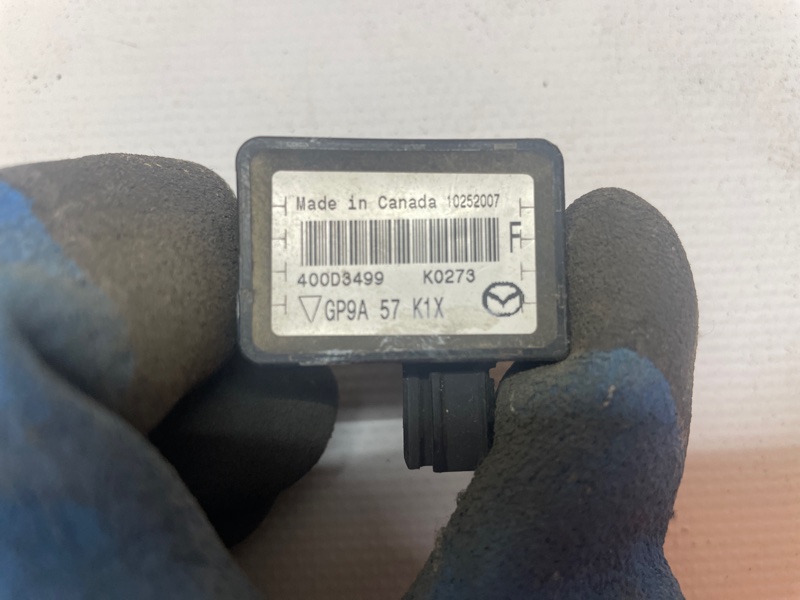 Made in Canada 10252007
F
400D3499 K0273
▽GP9A 57 K1X